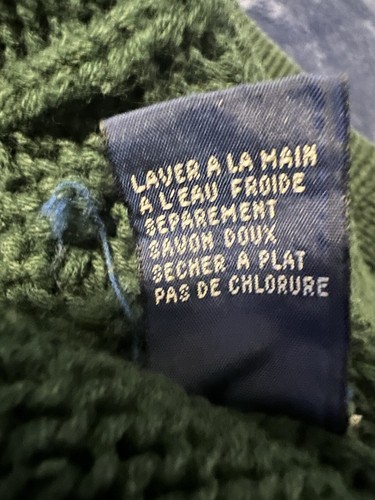 LAVER A LA MAIN
A L'EAU FROIDE
SEPAREMENT
SAVON DOUX
SECHER A PLAT
PAS DE CHLORURE